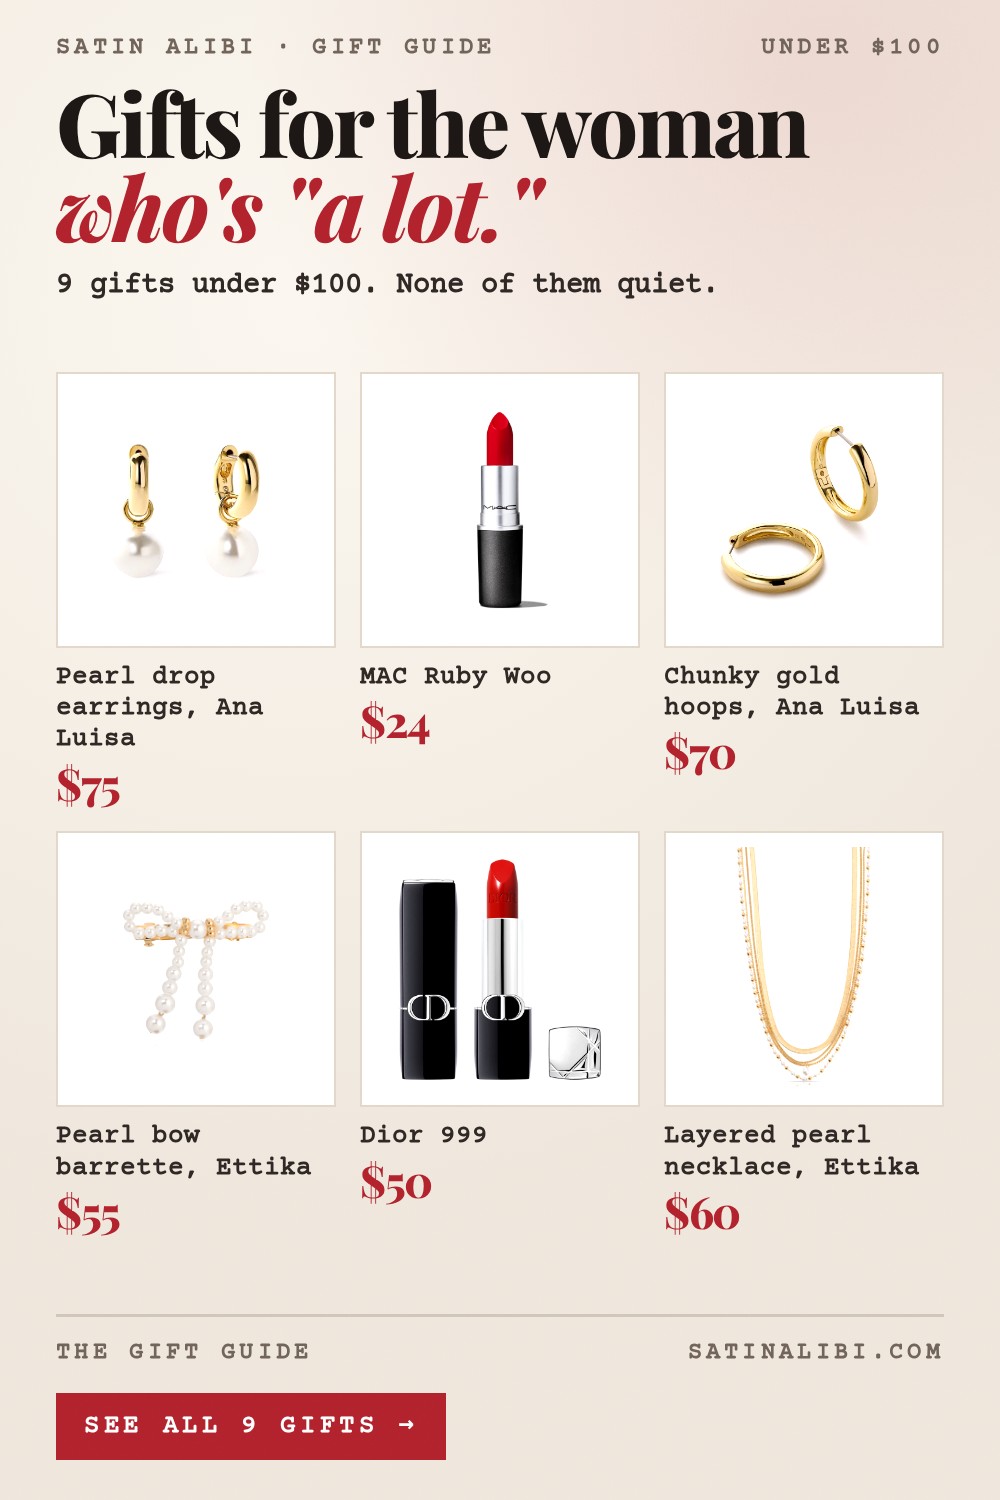 SATIN ALIBI · GIFT GUIDE
UNDER $100
Gifts for the woman
who's "a lot."
9 gifts under $100. None of them quiet.
MAC
Pearl drop
earrings, Ana
Luisa
$75
MAC Ruby Woo
$24
Chunky gold
hoops, Ana Luisa
$70
Pearl bow
barrette, Ettika
$55
Dior 999
$50
Layered pearl
necklace, Ettika
$60
THE GIFT GUIDE
SATINALIBI.COM
SEE ALL 9 GIFTS →